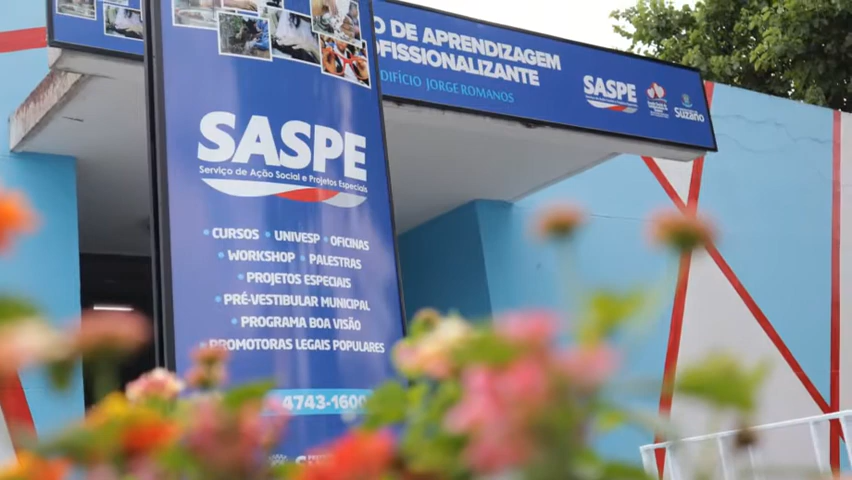 O DE APRENDIZAGEM
OFISSIONALIZANTE
DIFÍCIO JORGE ROMANOS
SASPE
Suzano
SASPE
Serviço de Ação Social e Projetos Especiais
• CURSOS • UNIVESP • OFICINAS
• WORKSHOP • PALESTRAS
• PROJETOS ESPECIAIS
• PRÉ-VESTIBULAR MUNICIPAL
• PROGRAMA BOA VISÃO
PROMOTORAS LEGAIS POPULARES
4743-1600